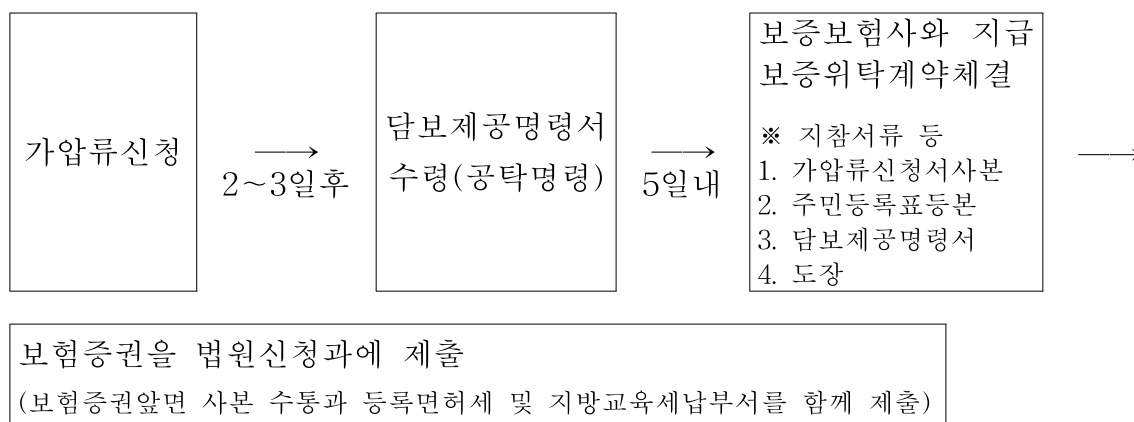 가압류신청
──→
2~3일후
담보제공명령서
수령(공탁명령)
──→
5일내
보증보험사와 지급
보증위탁계약체결
※ 지참서류 등
1. 가압류신청서사본
2. 주민등록표등본
3. 담보제공명령서
4. 도장
──→
보험증권을 법원신청과에 제출
(보험증권앞면 사본 수통과 등록면허세 및 지방교육세납부서를 함께 제출)